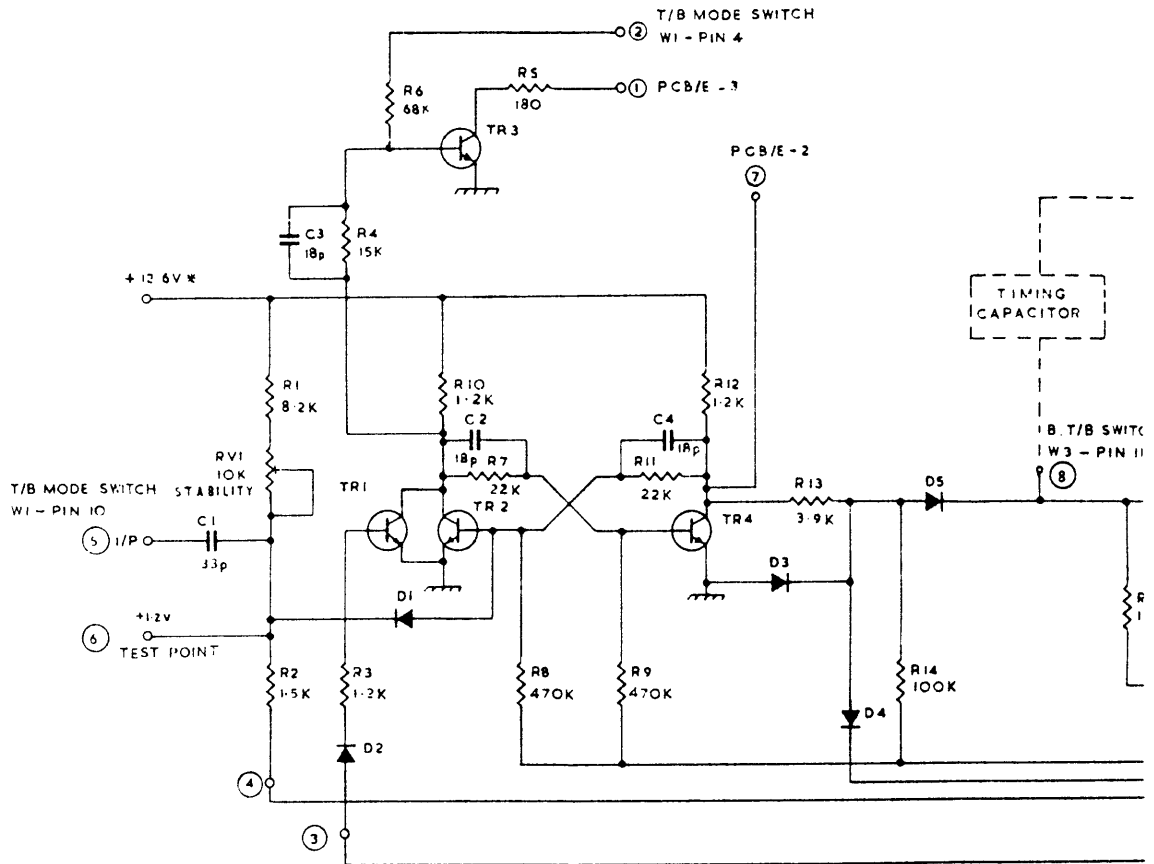 T/B MODE SWITCH
W1 - PIN 4
②
R5
180
① PCB/E - 3
R6
68K
TR3
PCB/E - 2
⑦
C3
18p
R4
15K
+12.6V*
TIMING
CAPACITOR
R1
8.2K
R10
1.2K
R12
1.2K
C2
18p
C4
18p
R7
22K
R11
22K
B. T/B SWITC
W3 - PIN 11
⑧
RV1
10K
STABILITY
T/B MODE SWITCH
W1 - PIN 10
TR1
TR2
TR4
R13
3.9K
D5
⑤ I/P
C1
33p
D3
D1
+1.2V
⑥
TEST POINT
R
1
R2
1.5K
R3
1.2K
R8
470K
R9
470K
R14
100K
D4
D2
④
③